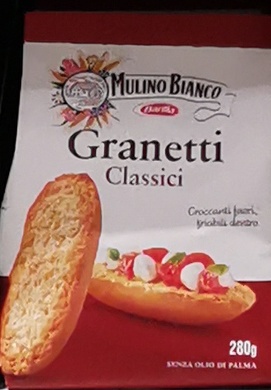 MULINO BIANCO
Barilla
Granetti
Classici
Croccanti fuori,
friabili dentro.
280g
SENZA OLIO DI PALMA